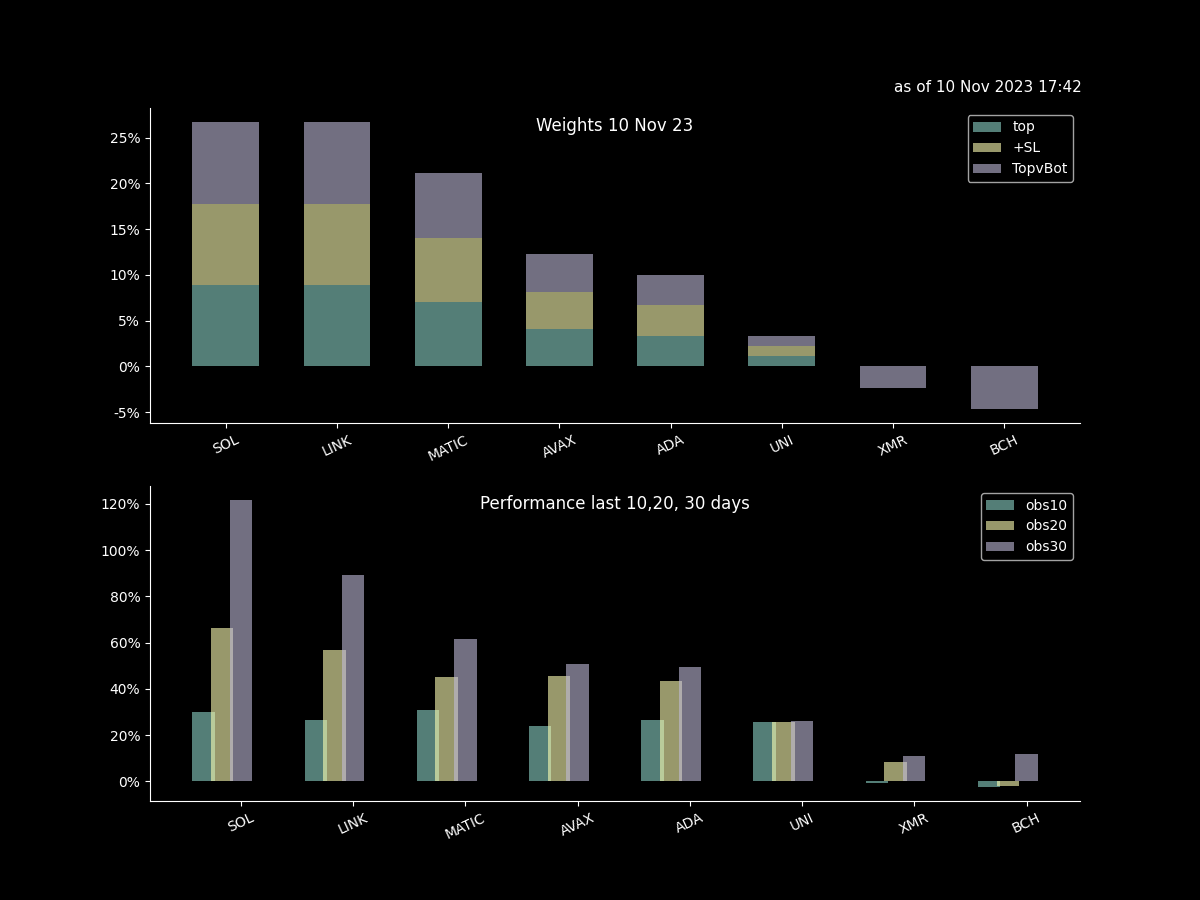 as of 10 Nov 2023 17:42
Weights 10 Nov 23
top
+SL
TopvBot
25%
20%
15%
10%
5%
0%
-5%
SOL LINK MATIC AVAX ADA UNI XMR BCH
Performance last 10,20, 30 days
obs10
obs20
obs30
120%
100%
80%
60%
40%
20%
0%
SOL LINK MATIC AVAX ADA UNI XMR BCH